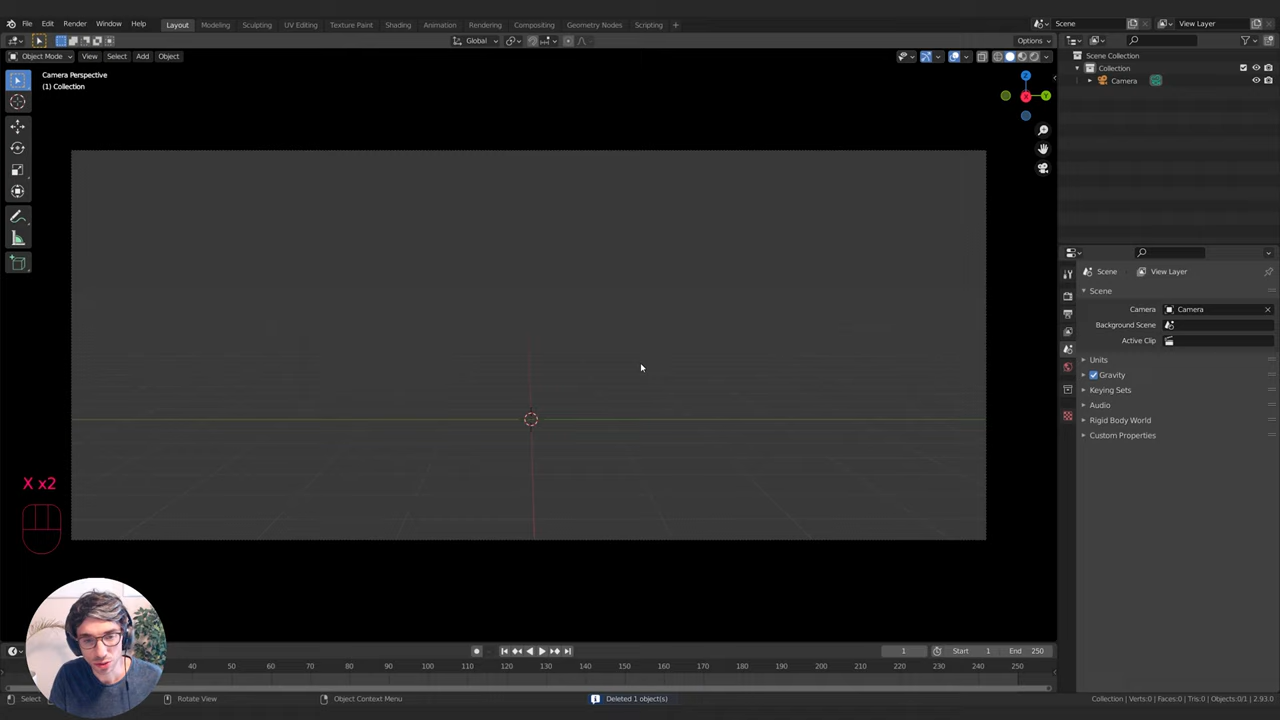 File Edit Render Window Help
Layout Modeling Sculpting UV Editing Texture Paint Shading Animation Rendering Compositing Geometry Nodes Scripting +
Scene View Layer
Global Options
Object Mode View Select Add Object
Camera Perspective
(1) Collection
Z
X
Y
Scene Collection
Collection
Camera
Scene View Layer
Scene
Camera Camera
Background Scene
Active Clip
Units
Gravity
Keying Sets
Audio
Rigid Body World
Custom Properties
X x2
1 Start 1 End 250
40 50 60 70 80 90 100 110 120 130 140 150 160 170 180 190 200 210 220 230 240 250
Select Rotate View Object Context Menu Deleted 1 object(s) Collection | Verts:0 | Faces:0 | Tris:0 | Objects:0/1 | 2.93.0